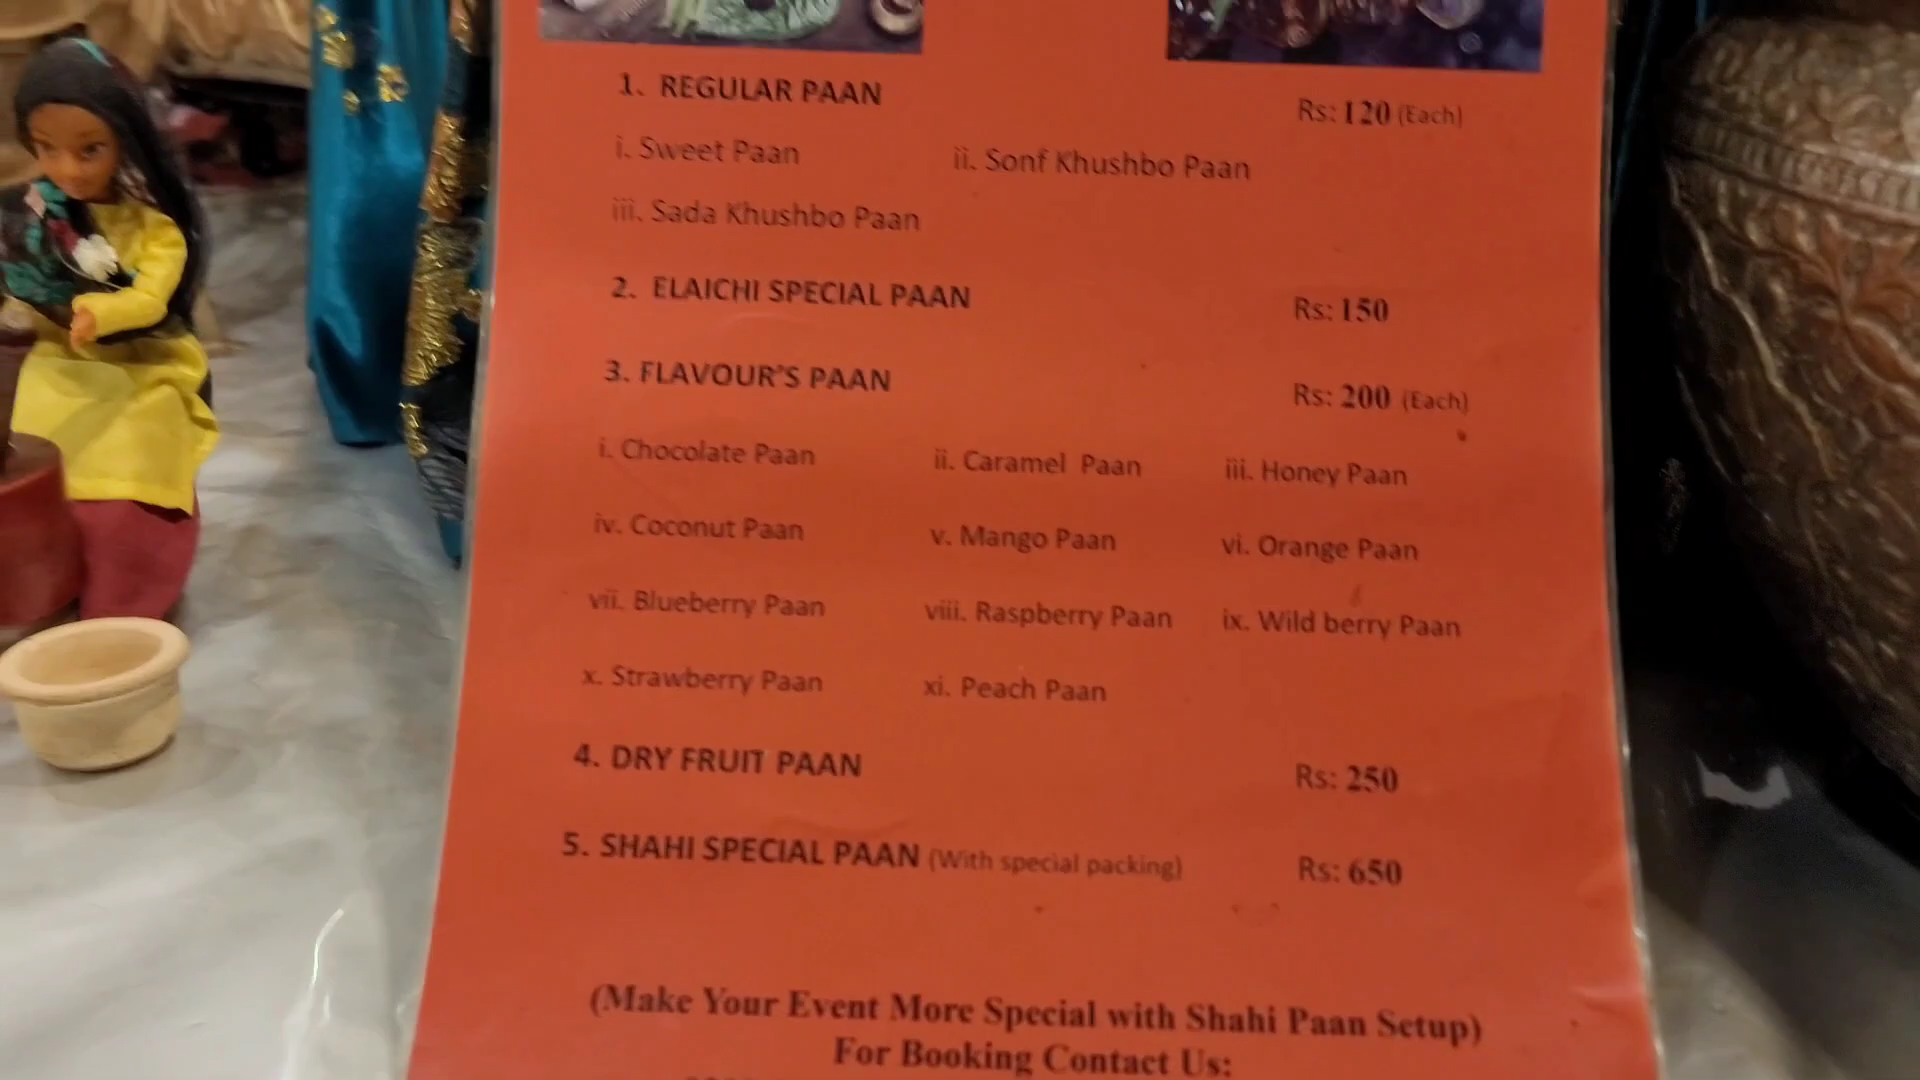 1. REGULAR PAAN Rs: 120 (Each)
i. Sweet Paan ii. Sonf Khushbo Paan
iii. Sada Khushbo Paan
2. ELAICHI SPECIAL PAAN Rs: 150
3. FLAVOUR'S PAAN Rs: 200 (Each)
i. Chocolate Paan ii. Caramel Paan iii. Honey Paan
iv. Coconut Paan v. Mango Paan vi. Orange Paan
vii. Blueberry Paan viii. Raspberry Paan ix. Wild berry Paan
x. Strawberry Paan xi. Peach Paan
4. DRY FRUIT PAAN Rs: 250
5. SHAHI SPECIAL PAAN (With special packing) Rs: 650
(Make Your Event More Special with Shahi Paan Setup)
For Booking Contact Us: